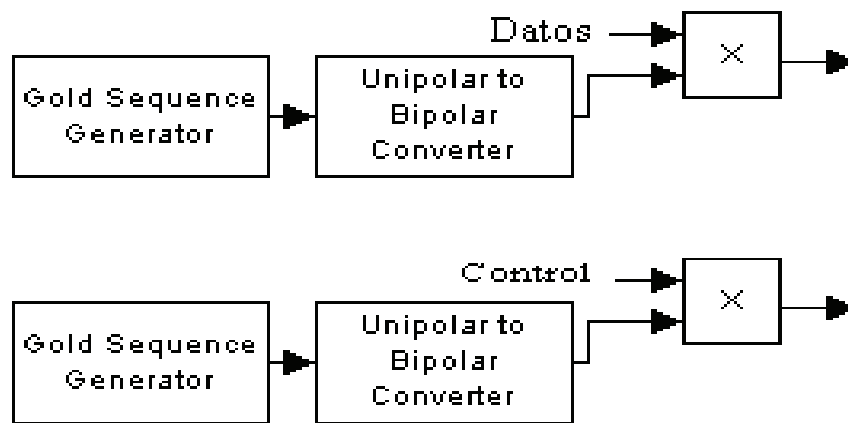 Datos
×
Gold Sequence
Generator
Unipolar to
Bipolar
Converter
Control
×
Gold Sequence
Generator
Unipolar to
Bipolar
Converter